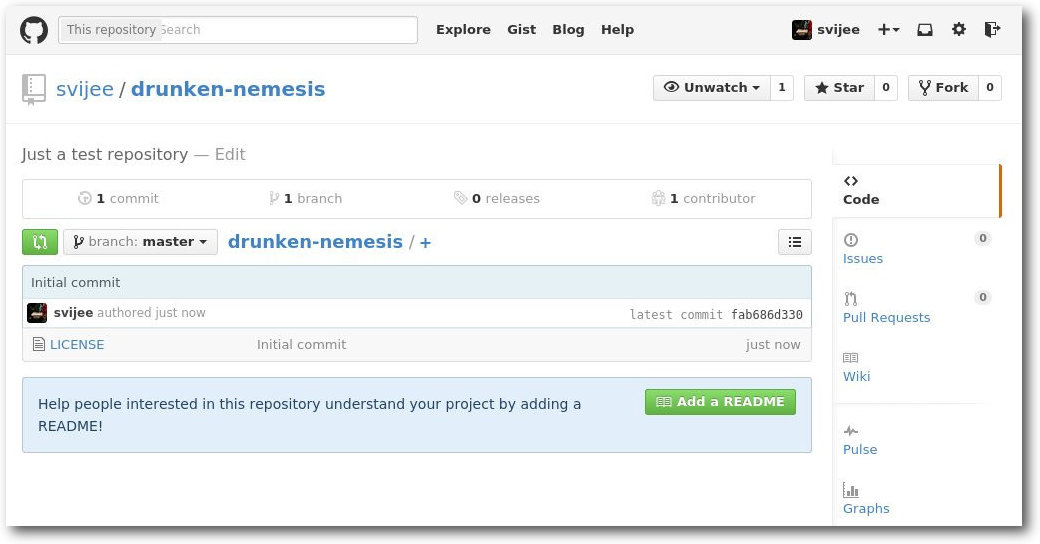 This repository Search Explore Gist Blog Help svijee
svijee / drunken-nemesis Unwatch 1 Star 0 Fork 0
Just a test repository — Edit
1 commit 1 branch 0 releases 1 contributor
branch: master drunken-nemesis / +
Initial commit
svijee authored just now latest commit fab686d330
LICENSE Initial commit just now
Help people interested in this repository understand your project by adding a
README!
Add a README
Code
Issues 0
Pull Requests 0
Wiki
Pulse
Graphs